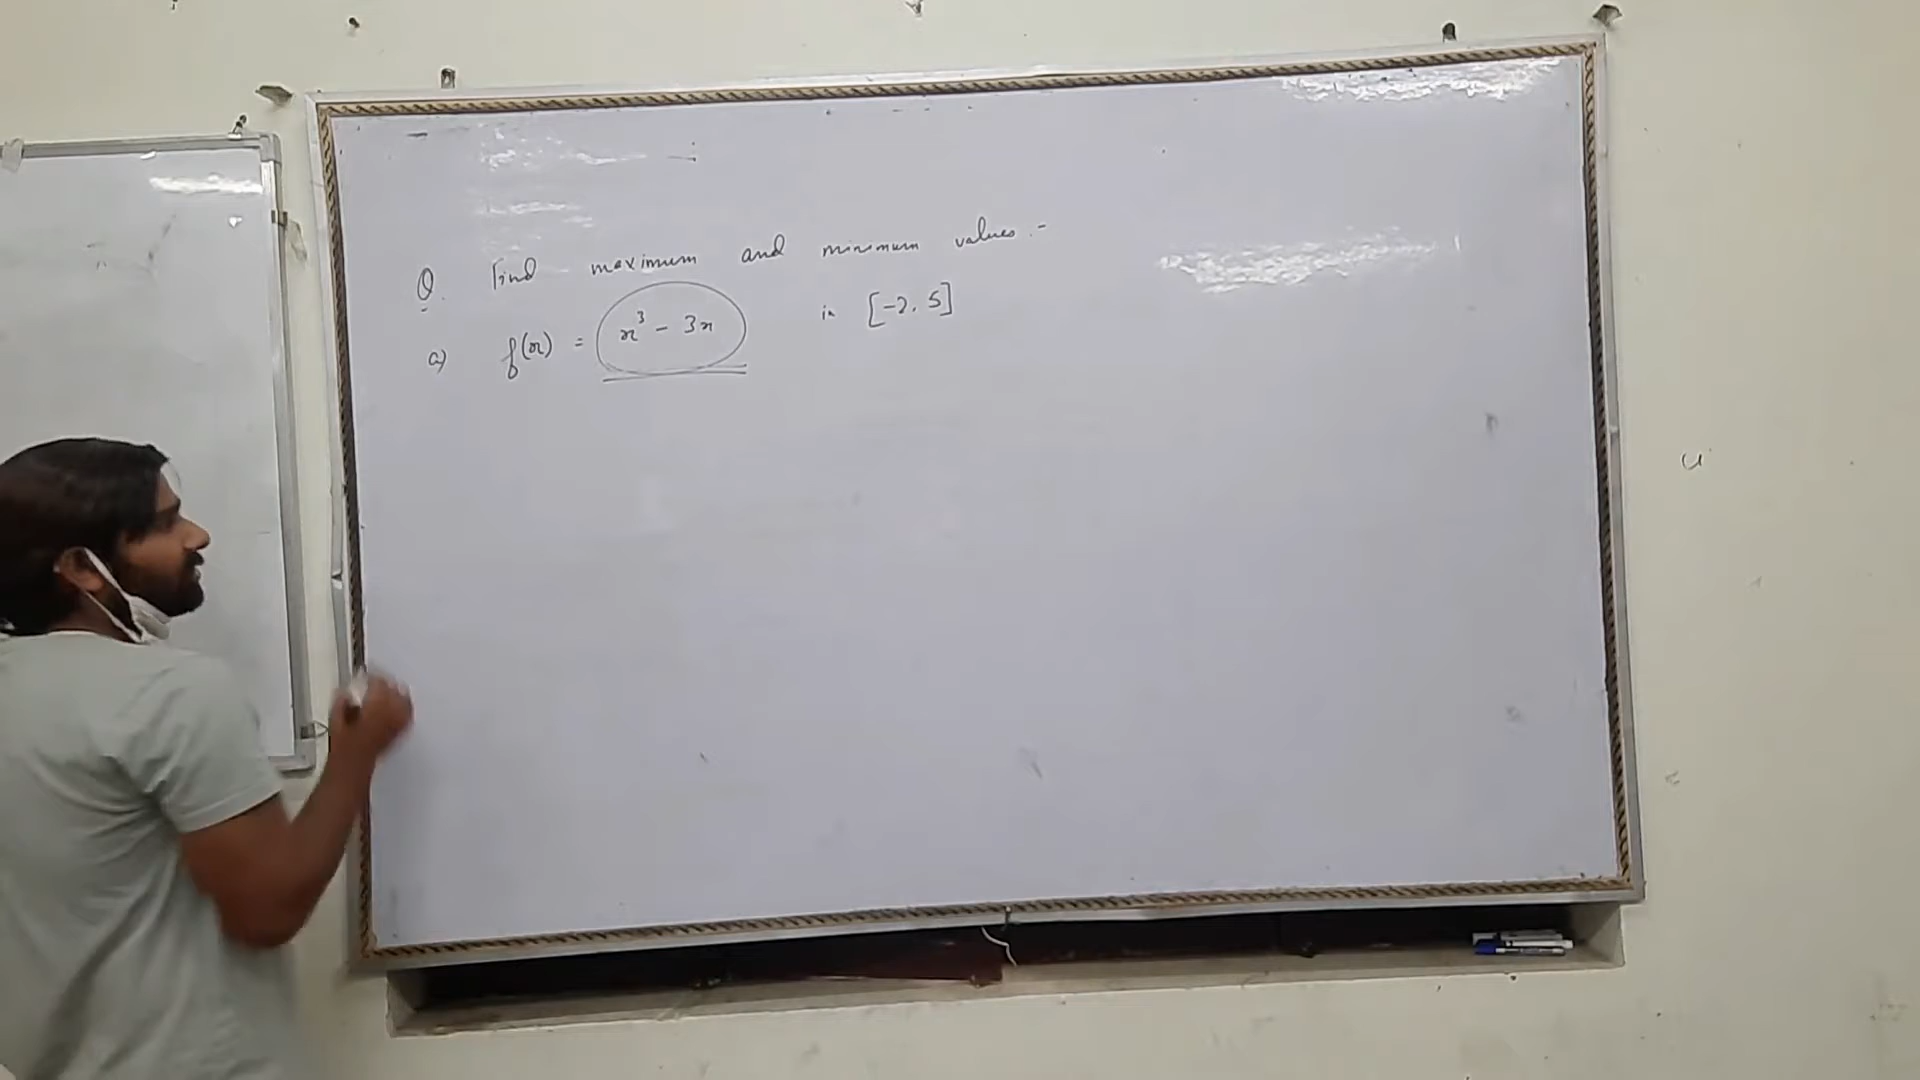 Q. Find maximum and minimum values :-
a) f(x) = x³ - 3x in [-2, 5]